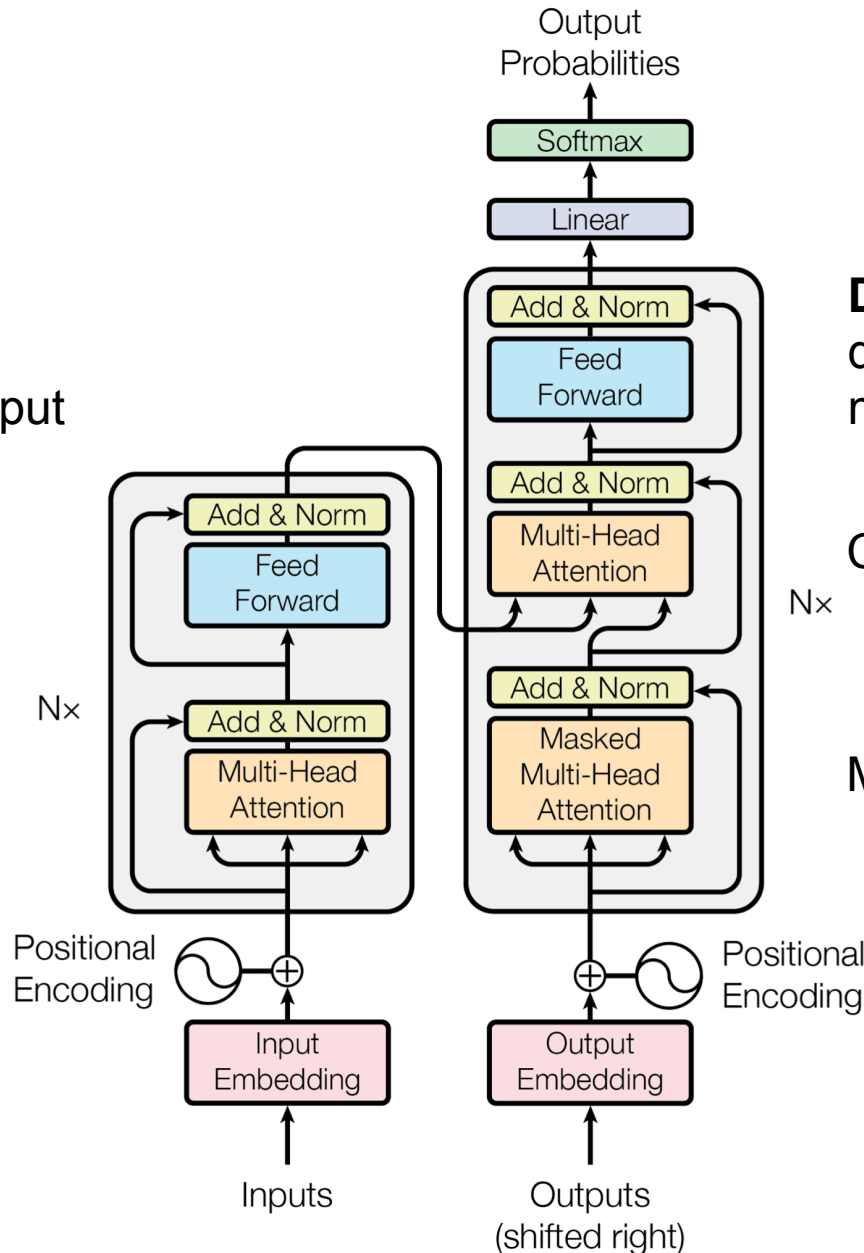 Output
Probabilities
Softmax
Linear
Add & Norm
Feed
Forward
Add & Norm
Multi-Head
Attention
Add & Norm
Masked
Multi-Head
Attention
Nx
Positional
Encoding
Output
Embedding
Outputs
(shifted right)
put
Add & Norm
Feed
Forward
Add & Norm
Multi-Head
Attention
Nx
Positional
Encoding
Input
Embedding
Inputs